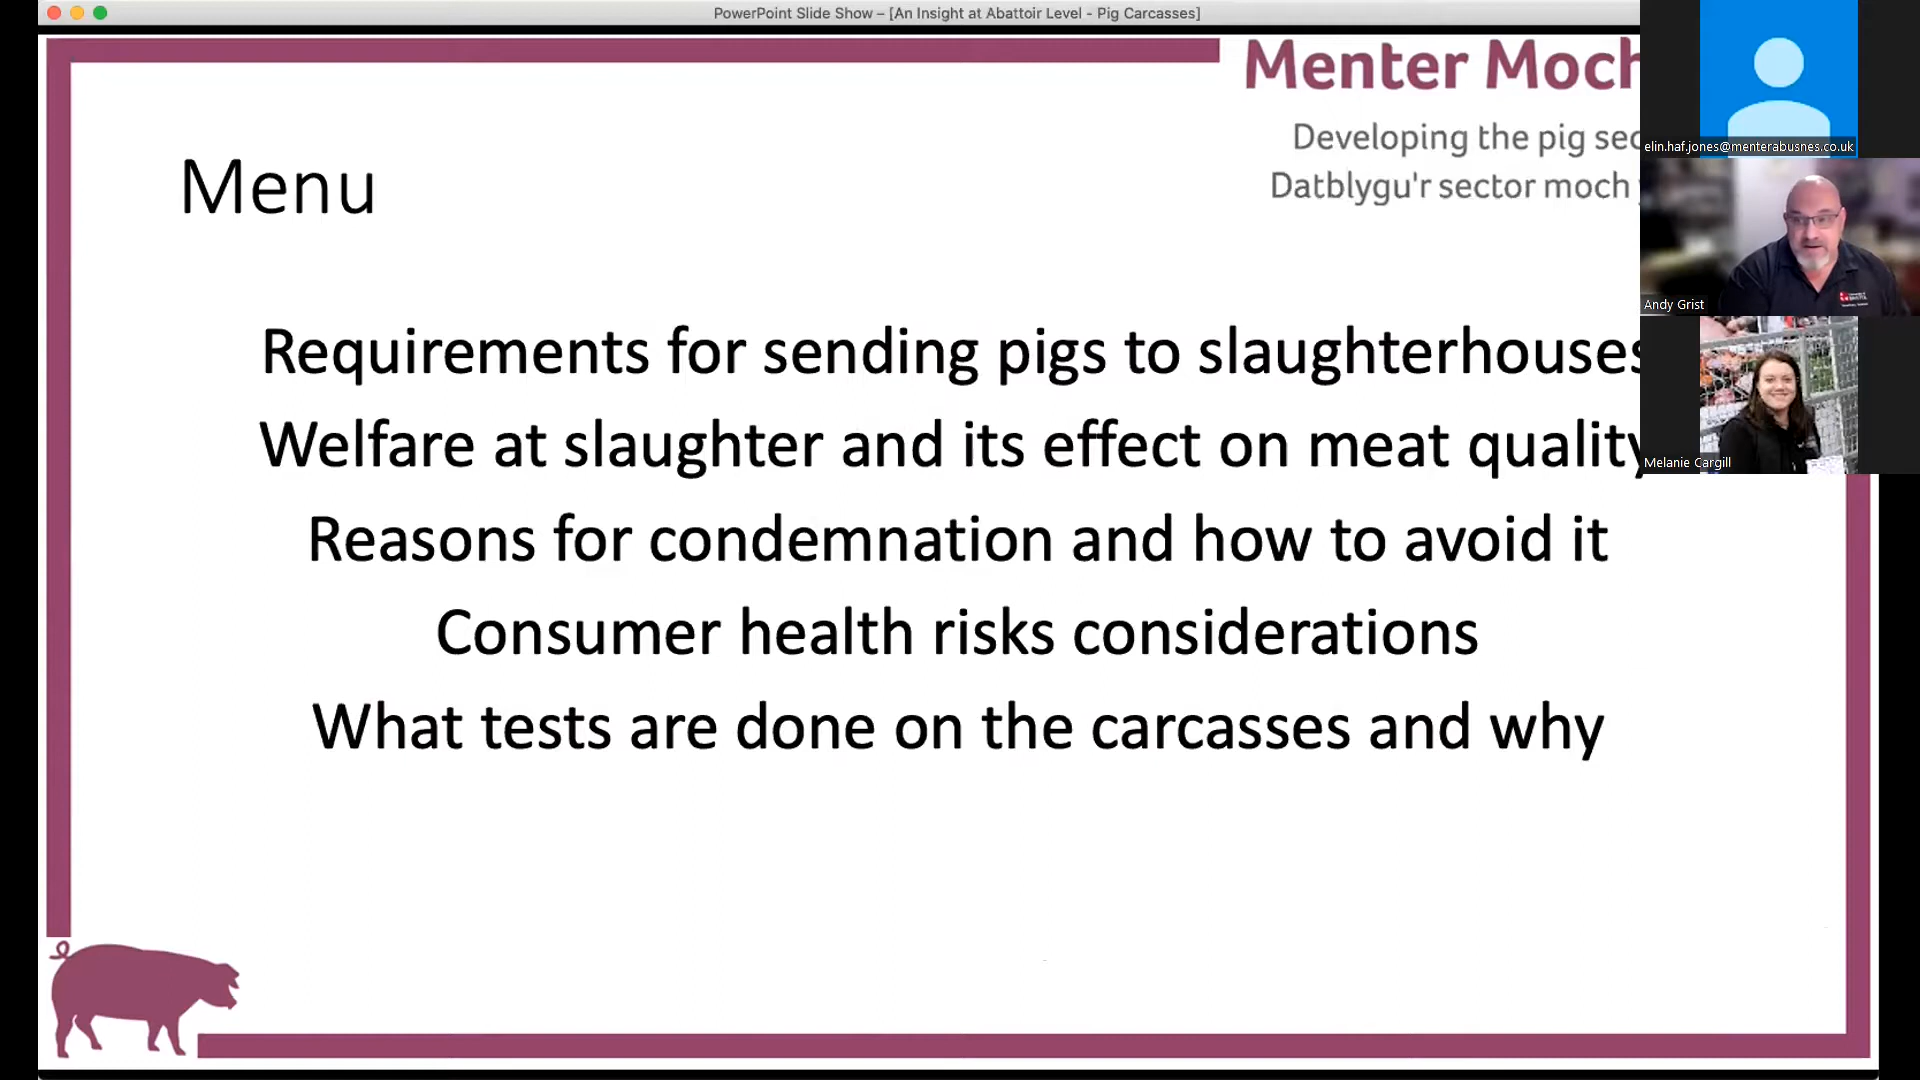 PowerPoint Slide Show – [An Insight at Abattoir Level - Pig Carcasses]
Menter Moch
Developing the pig sec
Datblygu'r sector moch
Menu
Requirements for sending pigs to slaughterhouses
Welfare at slaughter and its effect on meat quality
Reasons for condemnation and how to avoid it
Consumer health risks considerations
What tests are done on the carcasses and why
elin.haf.jones@menterabusnes.co.uk
Andy Grist
Melanie Cargill